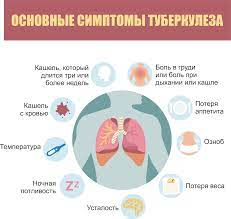 ОСНОВНЫЕ СИМПТОМЫ ТУБЕРКУЛЕЗА
Кашель, который
длится три или
более недель
Боль в груди
или боль при
дыхании или кашле
Кашель
с кровью
Потеря
аппетита
Температура
Озноб
Ночная
потливость
Потеря веса
Усталость